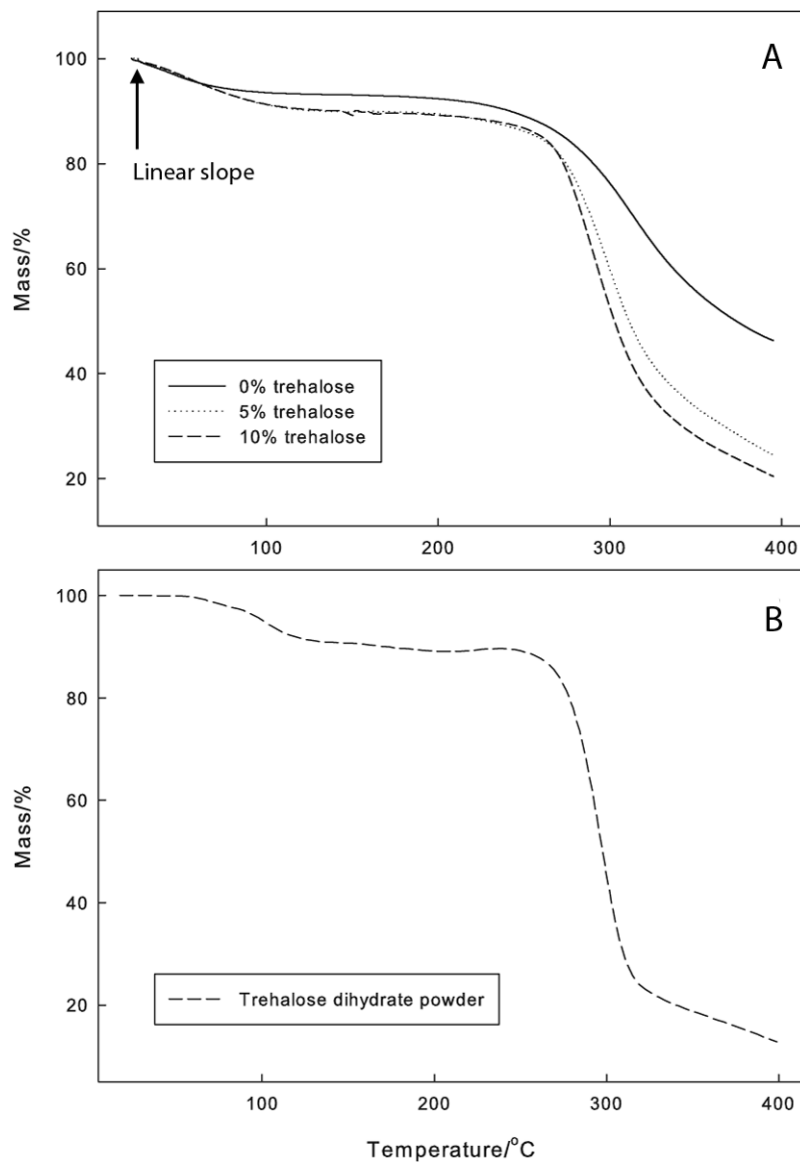 A
100
80
60
40
20
Mass/%
Linear slope
0% trehalose
5% trehalose
10% trehalose
100 200 300 400
B
100
80
60
40
20
Mass/%
Trehalose dihydrate powder
100 200 300 400
Temperature/°C